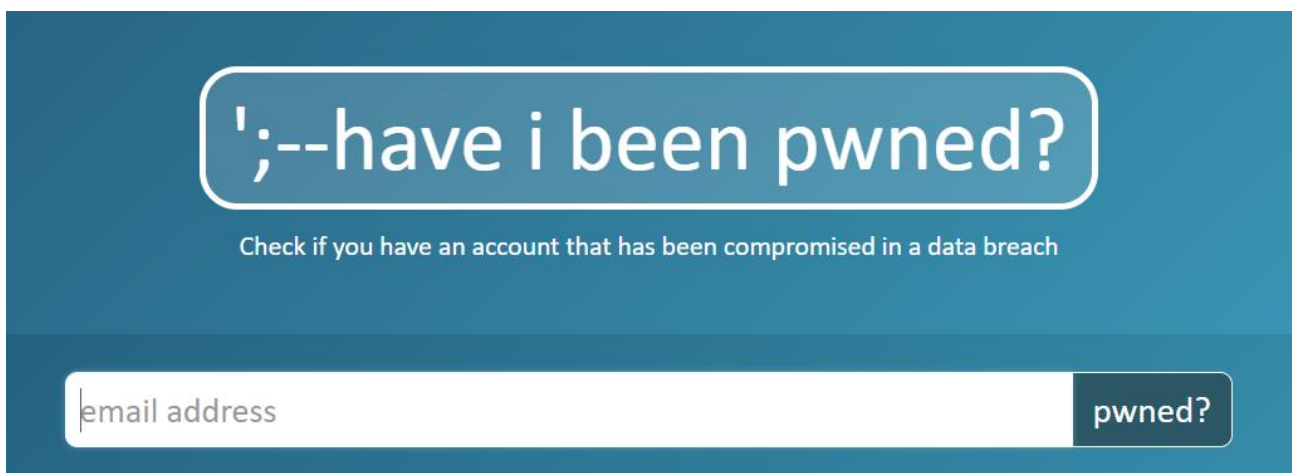 ';--have i been pwned?
Check if you have an account that has been compromised in a data breach
email address
pwned?